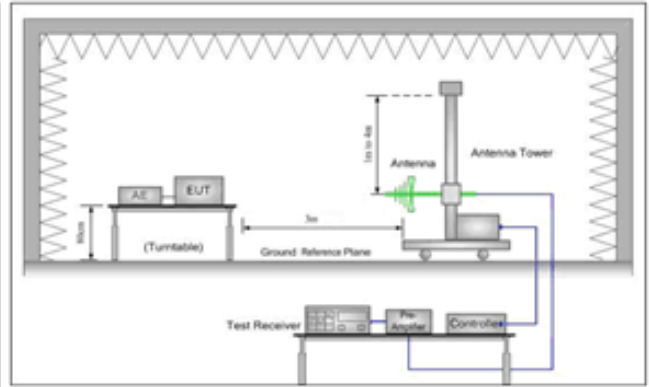 1m to 4m
Antenna
Antenna Tower
AE
EUT
80cm
3m
(Turntable)
Ground Reference Plane
Test Receiver
Pre-
Amplifier
Controller